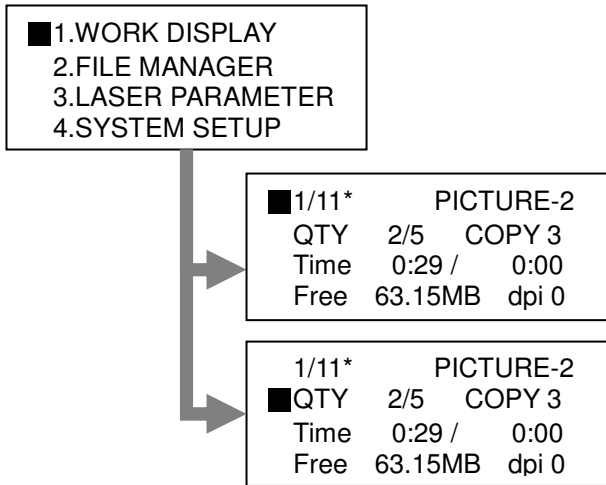 1.WORK DISPLAY
2.FILE MANAGER
3.LASER PARAMETER
4.SYSTEM SETUP
1/11* PICTURE-2
QTY 2/5 COPY 3
Time 0:29 / 0:00
Free 63.15MB dpi 0
1/11* PICTURE-2
QTY 2/5 COPY 3
Time 0:29 / 0:00
Free 63.15MB dpi 0